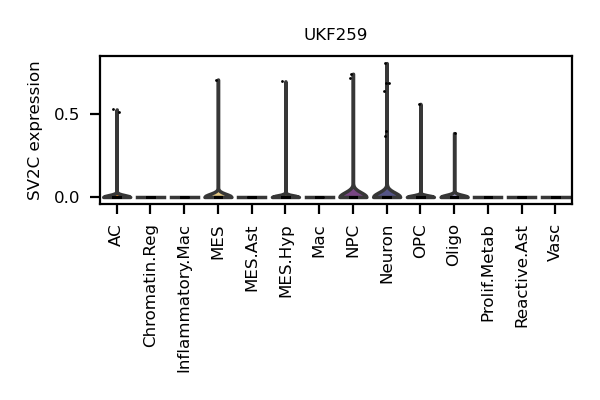 UKF259
SV2C expression
0.5
0.0
AC
Chromatin.Reg
Inflammatory.Mac
MES
MES.Ast
MES.Hyp
Mac
NPC
Neuron
OPC
Oligo
Prolif.Metab
Reactive.Ast
Vasc